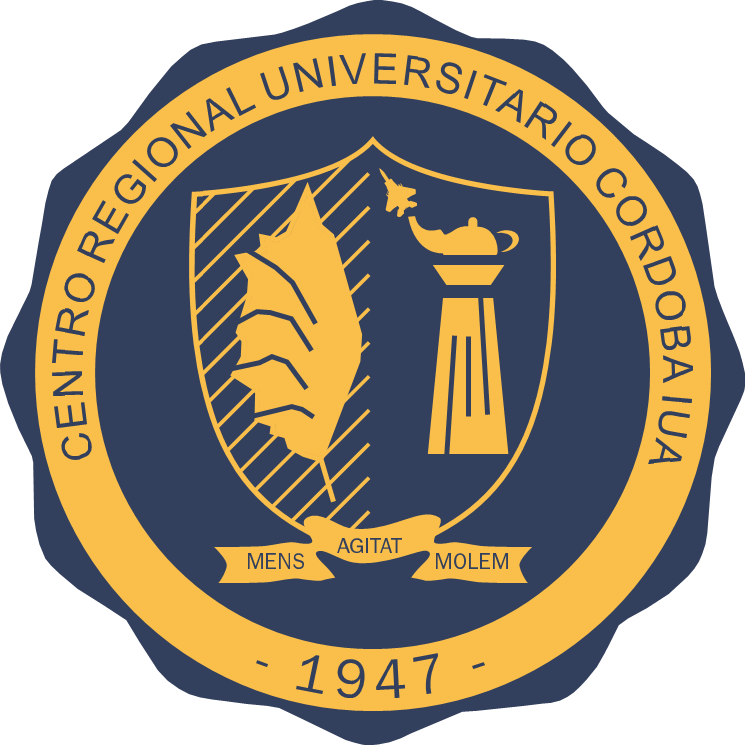 CENTRO REGIONAL UNIVERSITARIO CORDOBA IUA
MENS AGITAT MOLEM
- 1947 -